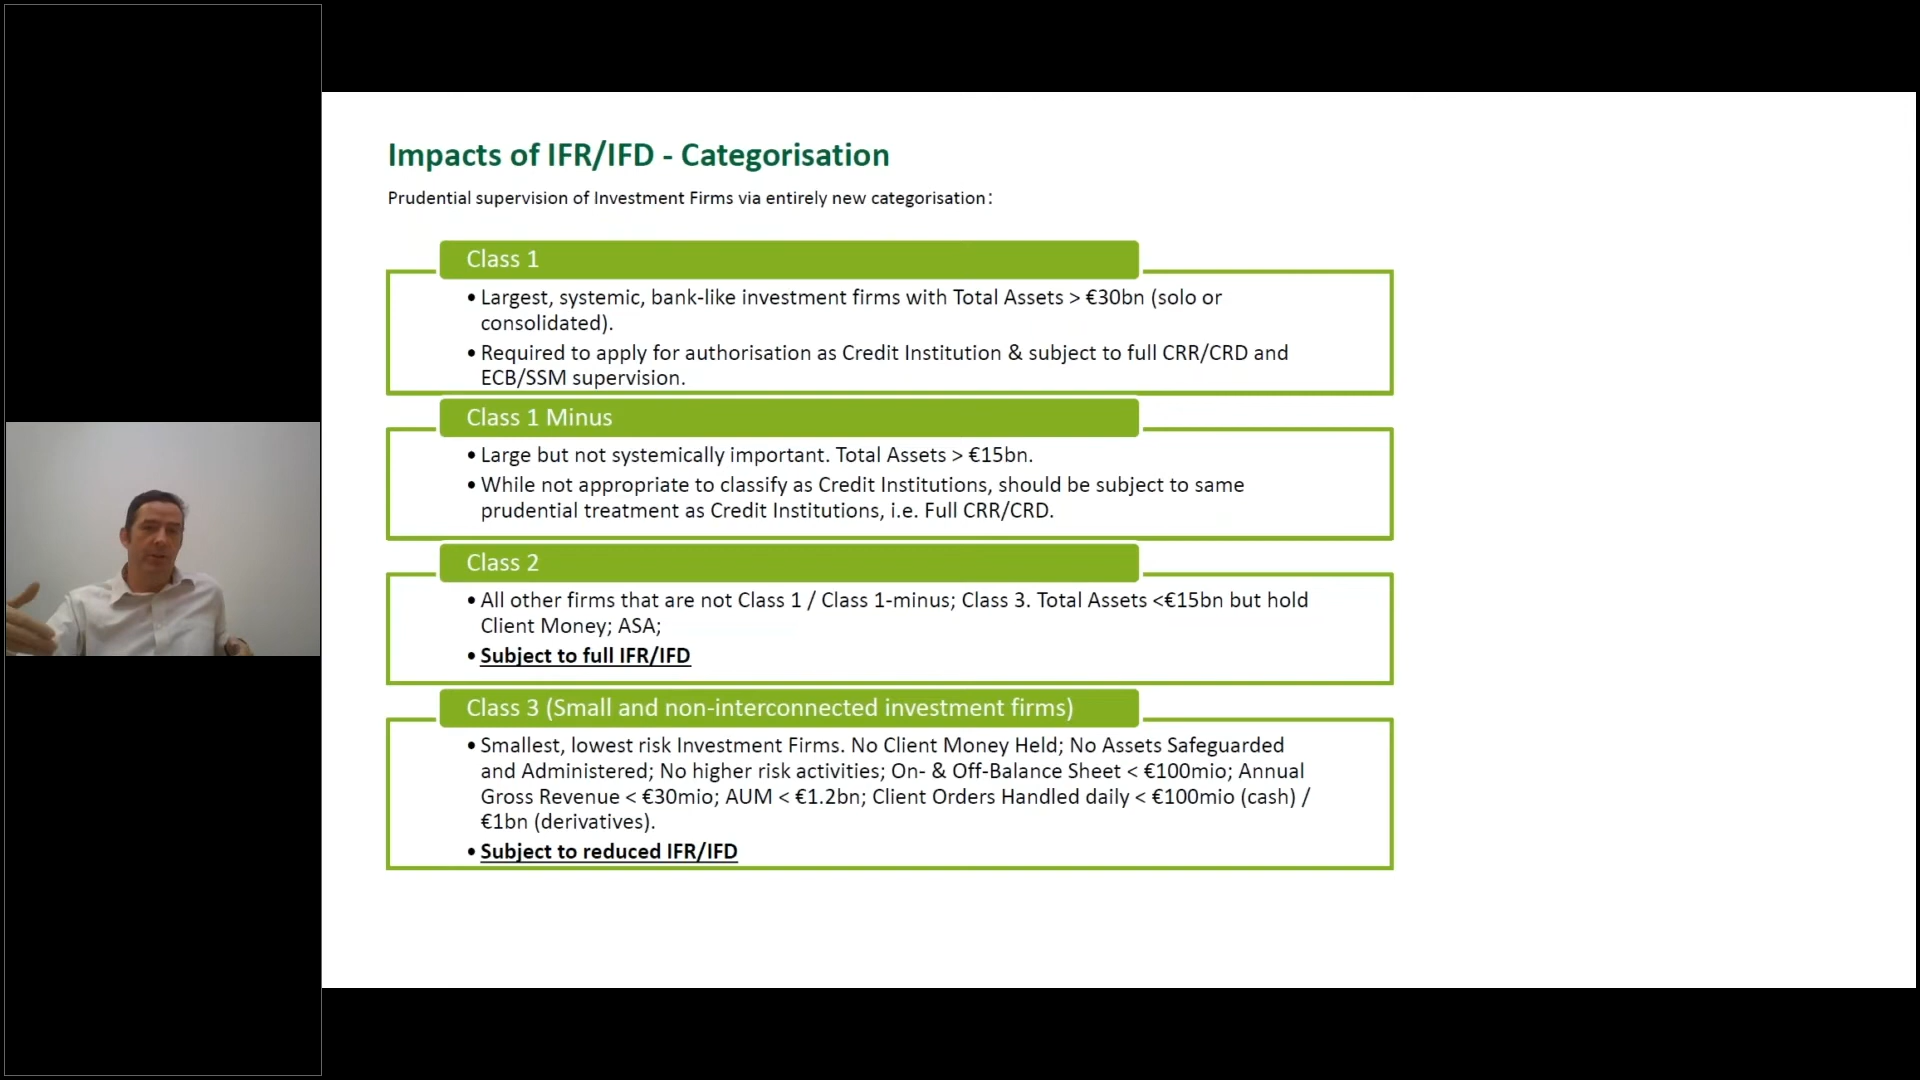 Impacts of IFR/IFD - Categorisation
Prudential supervision of Investment Firms via entirely new categorisation:
Class 1
• Largest, systemic, bank-like investment firms with Total Assets > €30bn (solo or
consolidated).
• Required to apply for authorisation as Credit Institution & subject to full CRR/CRD and
ECB/SSM supervision.
Class 1 Minus
• Large but not systemically important. Total Assets > €15bn.
• While not appropriate to classify as Credit Institutions, should be subject to same
prudential treatment as Credit Institutions, i.e. Full CRR/CRD.
Class 2
• All other firms that are not Class 1 / Class 1-minus; Class 3. Total Assets <€15bn but hold
Client Money; ASA;
• Subject to full IFR/IFD
Class 3 (Small and non-interconnected investment firms)
• Smallest, lowest risk Investment Firms. No Client Money Held; No Assets Safeguarded
and Administered; No higher risk activities; On- & Off-Balance Sheet < €100mio; Annual
Gross Revenue < €30mio; AUM < €1.2bn; Client Orders Handled daily < €100mio (cash) /
€1bn (derivatives).
• Subject to reduced IFR/IFD